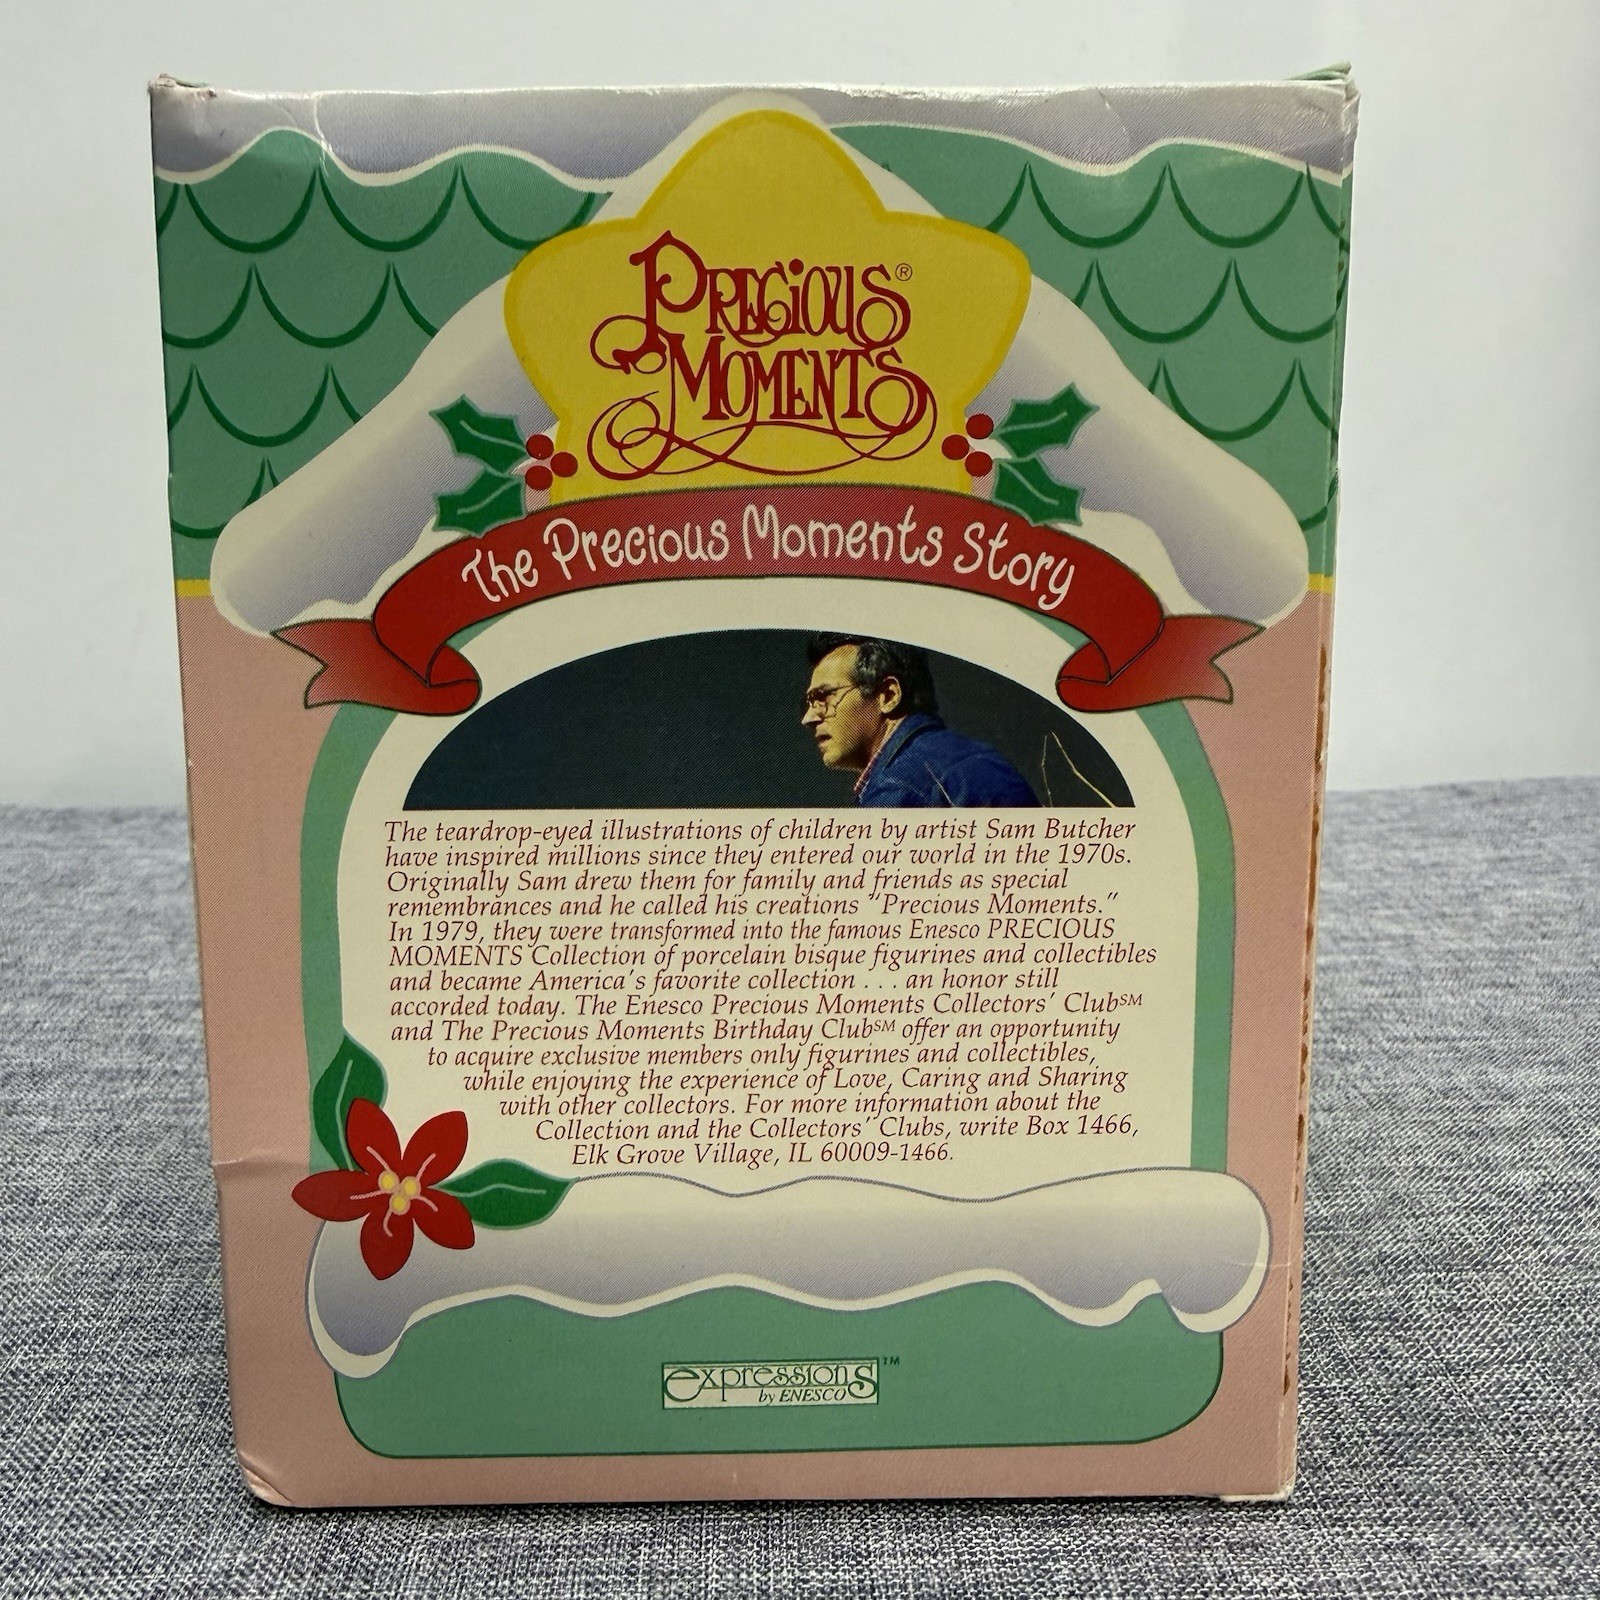 PRECIOUS®
MOMENTS
The Precious Moments Story
The teardrop-eyed illustrations of children by artist Sam Butcher
have inspired millions since they entered our world in the 1970s.
Originally Sam drew them for family and friends as special
remembrances and he called his creations "Precious Moments."
In 1979, they were transformed into the famous Enesco PRECIOUS
MOMENTS Collection of porcelain bisque figurines and collectibles
and became America's favorite collection . . . an honor still
accorded today. The Enesco Precious Moments Collectors' Club℠
and The Precious Moments Birthday Club℠ offer an opportunity
to acquire exclusive members only figurines and collectibles,
while enjoying the experience of Love, Caring and Sharing
with other collectors. For more information about the
Collection and the Collectors' Clubs, write Box 1466,
Elk Grove Village, IL 60009-1466.
expressions™
by ENESCO